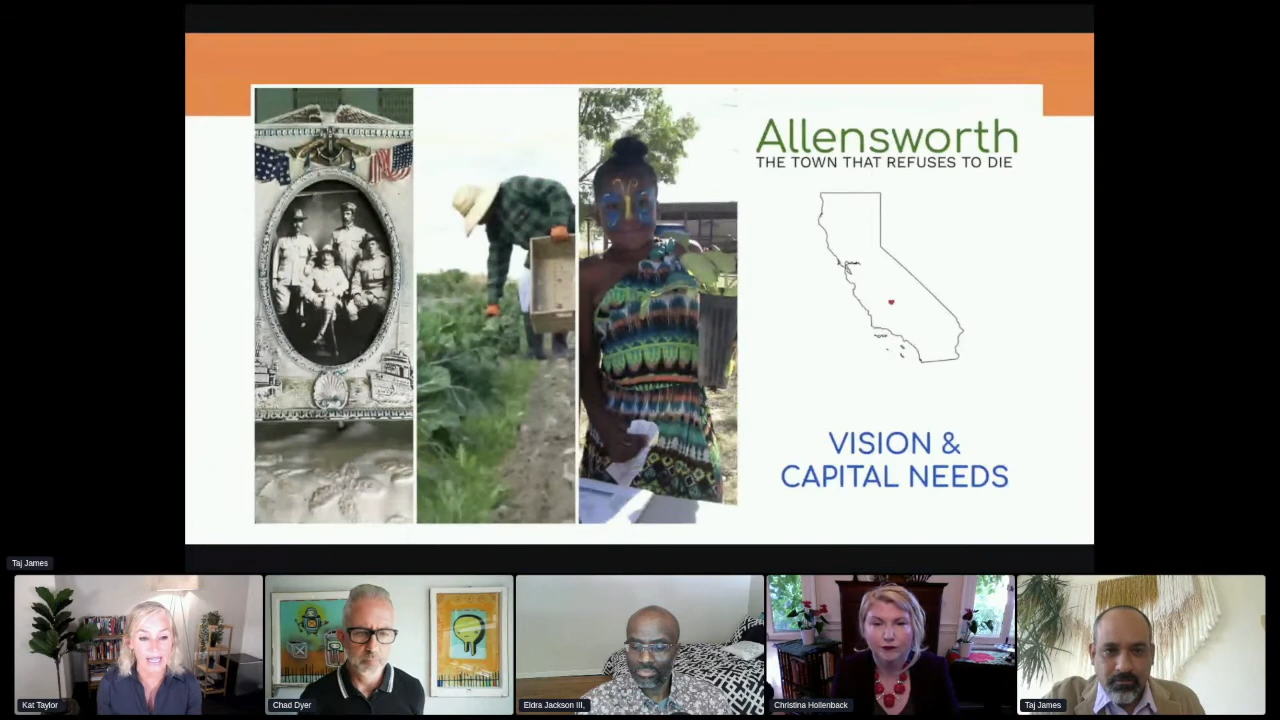 Allensworth
THE TOWN THAT REFUSES TO DIE
VISION &
CAPITAL NEEDS
Taj James
Kat Taylor
Chad Dyer
Eldra Jackson III,
Christina Hollenback
Taj James